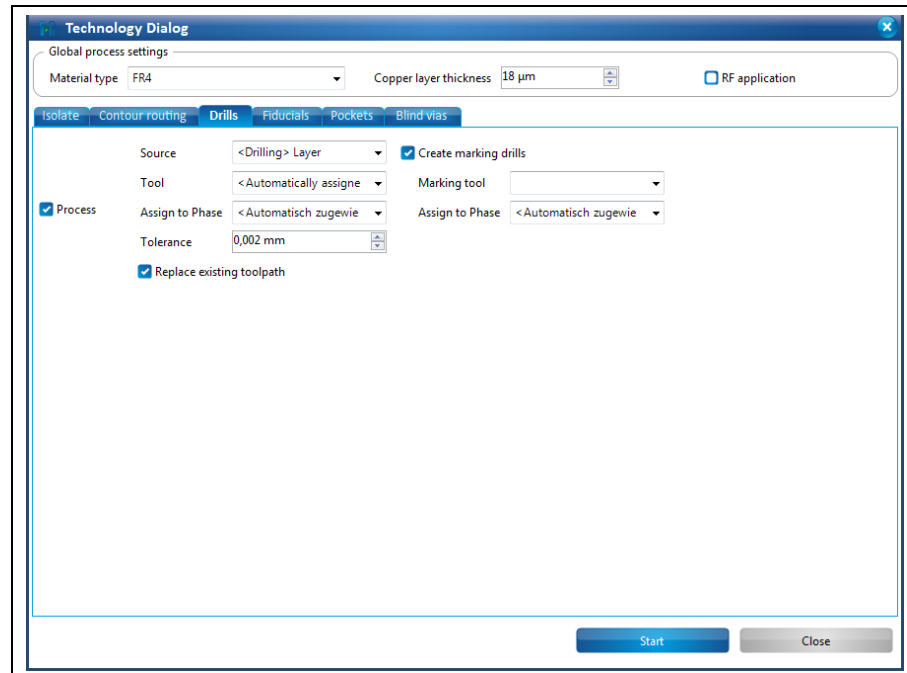 Technology Dialog
Global process settings
Material type FR4 Copper layer thickness 18 µm RF application
Isolate Contour routing Drills Fiducials Pockets Blind vias
Source <Drilling> Layer Create marking drills
Tool <Automatically assigne Marking tool
Process Assign to Phase <Automatisch zugewie Assign to Phase <Automatisch zugewie
Tolerance 0,002 mm
Replace existing toolpath
Start Close